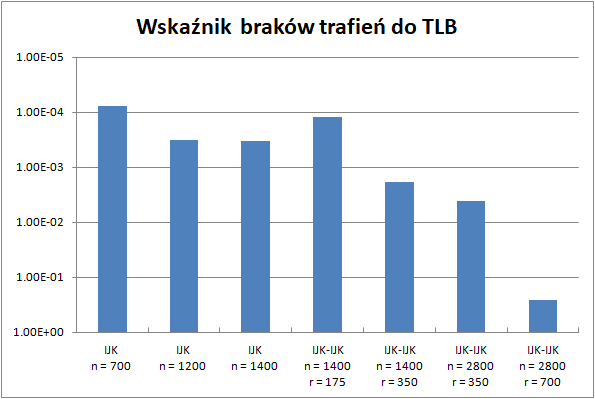 Wskaźnik braków trafień do TLB
1.00E-05
1.00E-04
1.00E-03
1.00E-02
1.00E-01
1.00E+00
IJK
n = 700
IJK
n = 1200
IJK
n = 1400
IJK-IJK
n = 1400
r = 175
IJK-IJK
n = 1400
r = 350
IJK-IJK
n = 2800
r = 350
IJK-IJK
n = 2800
r = 700